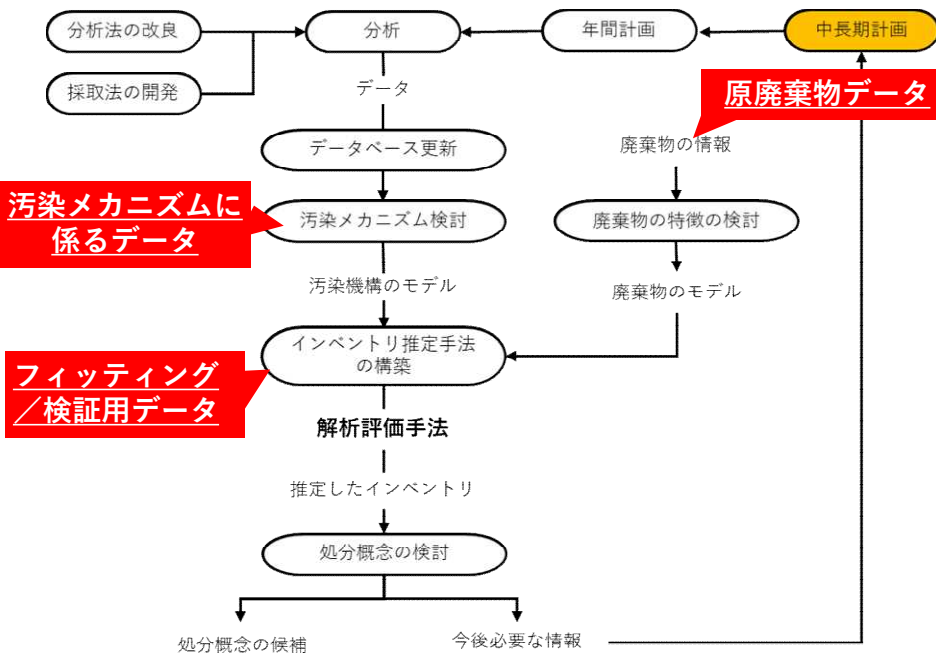 分析法の改良
分析
年間計画
中長期計画
採取法の開発
データ
原廃棄物データ
データベース更新
廃棄物の情報
汚染メカニズムに
係るデータ
汚染メカニズム検討
廃棄物の特徴の検討
汚染機構のモデル
廃棄物のモデル
インベントリ推定手法
の構築
フィッティング
／検証用データ
解析評価手法
推定したインベントリ
処分概念の検討
処分概念の候補
今後必要な情報